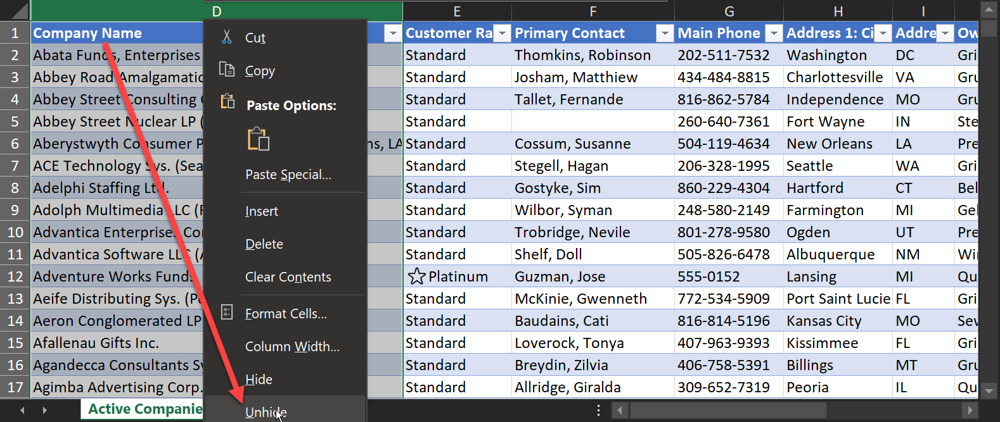 D E F G H I
1 Company Name Customer Ra Primary Contact Main Phone Address 1: Ci Addre Ow
2 Abata Funds, Enterprises Standard Thomkins, Robinson 202-511-7532 Washington DC Gri
3 Abbey Road Amalgamatic Standard Josham, Matthiew 434-484-8815 Charlottesville VA Gru
4 Abbey Street Consulting Standard Tallet, Fernande 816-862-5784 Independence MO Gru
5 Abbey Street Nuclear LP ( Standard 260-640-7361 Fort Wayne IN Ste
6 Aberystwyth Consumer P ns, LA Standard Cossum, Susanne 504-119-4634 New Orleans LA Pre
7 ACE Technology Sys. (Sea Standard Stegell, Hagan 206-328-1995 Seattle WA Gri
8 Adelphi Staffing Ltd. Standard Gostyke, Sim 860-229-4304 Hartford CT Bel
9 Adolph Multimedia LLC (F Standard Wilbor, Syman 248-580-2149 Farmington MI Gel
10 Advantica Enterprises Co Standard Trobridge, Nevile 801-278-9580 Ogden UT Pre
11 Advantica Software LLC ( Standard Shelf, Doll 505-826-6478 Albuquerque NM Wi
12 Adventure Works Funds Platinum Guzman, Jose 555-0152 Lansing MI Qu
13 Aeife Distributing Sys. (P Standard McKinie, Gwenneth 772-534-5909 Port Saint Lucie FL Gri
14 Aeron Conglomerated LP Standard Baudains, Cati 816-814-5196 Kansas City MO Sev
15 Afallenau Gifts Inc. Standard Loverock, Tonya 407-963-9393 Kissimmee FL Gri
16 Agandecca Consultants Sy Standard Breydin, Zilvia 406-758-5391 Billings MT Gru
17 Agimba Advertising Corp. Standard Allridge, Giralda 309-652-7319 Peoria IL Qu
Cut
Copy
Paste Options:
Paste Special...
Insert
Delete
Clear Contents
Format Cells...
Column Width...
Hide
Unhide
Active Companie